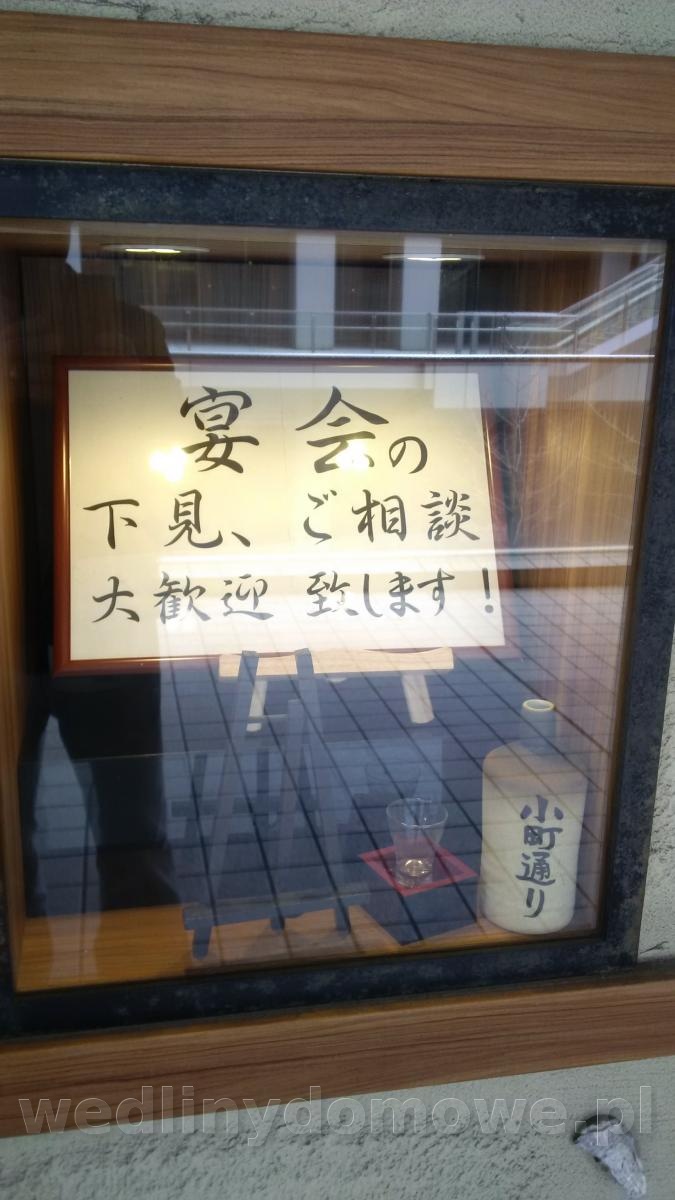 宴会の
下見、ご相談
大歓迎 致します!
小町通り
wedlinydomowe.pl